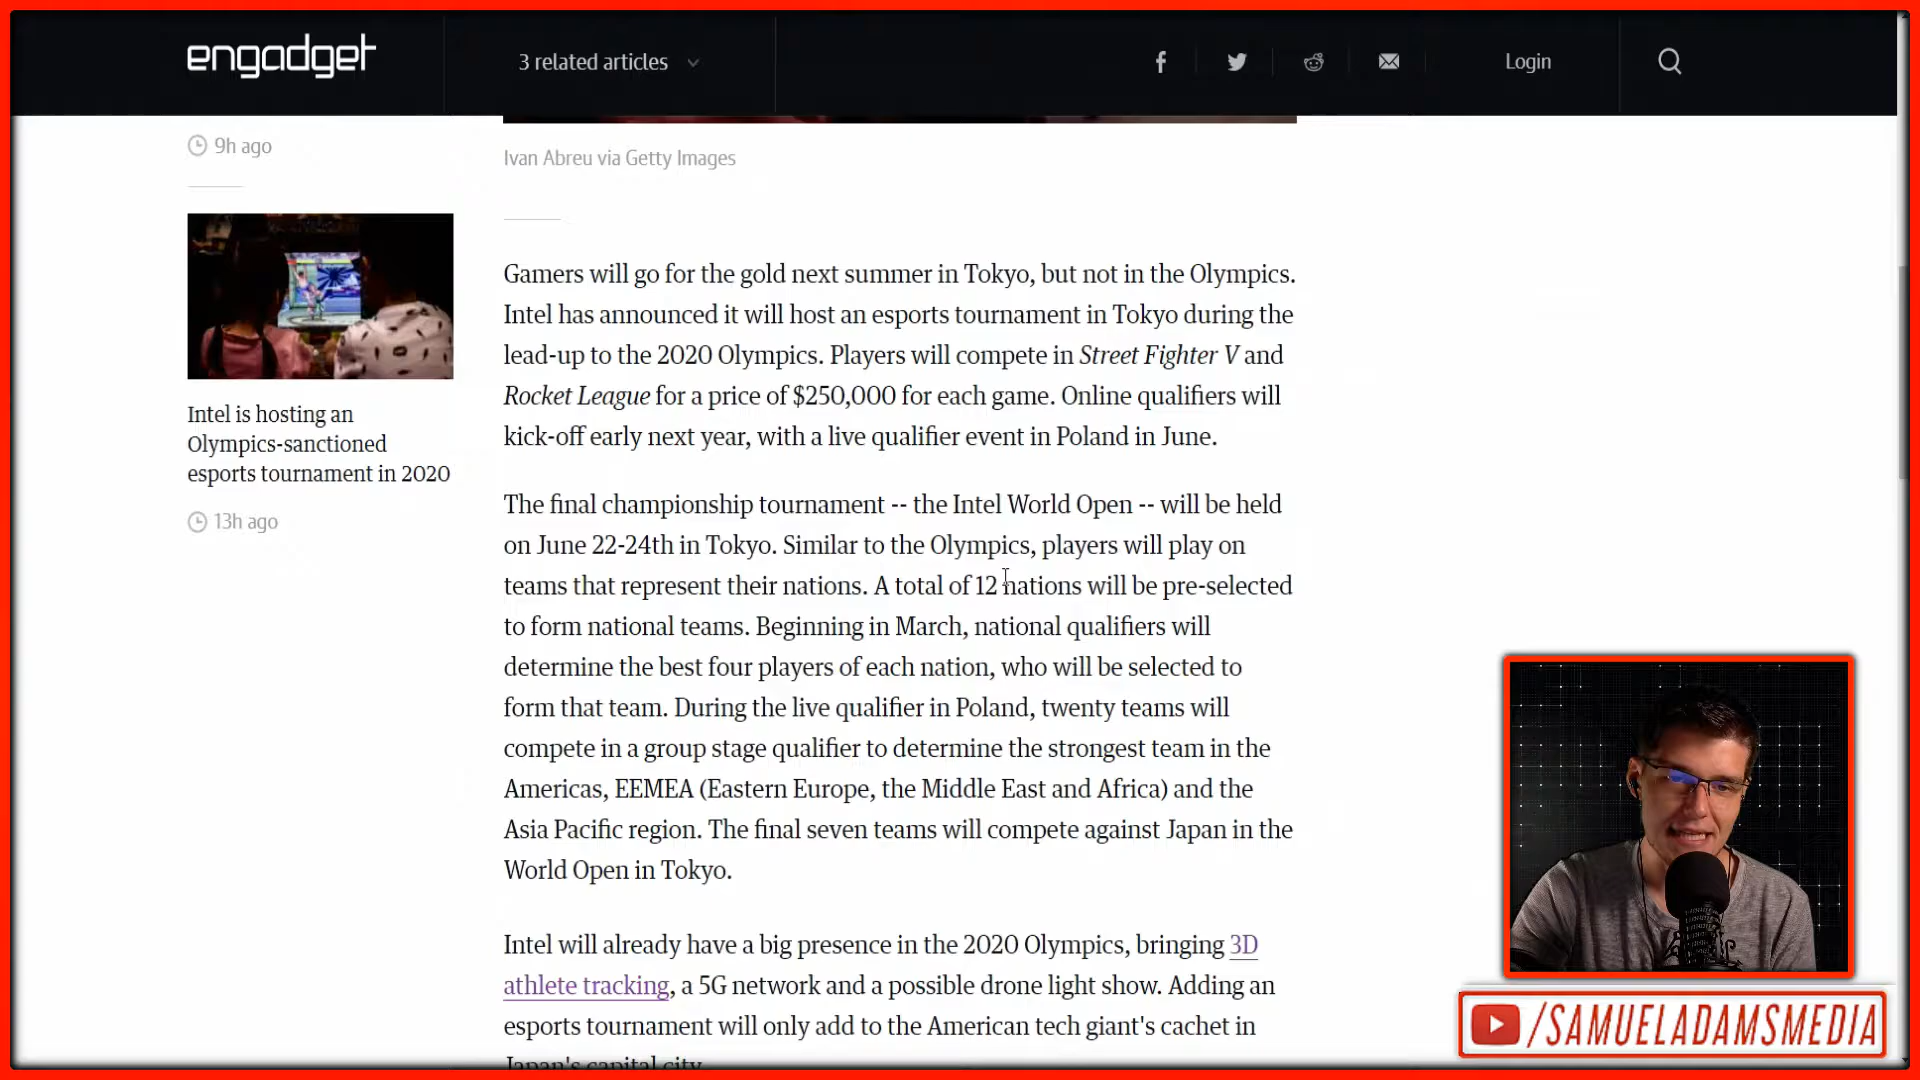 engadget
3 related articles
Login
9h ago
Intel is hosting an
Olympics-sanctioned
esports tournament in 2020
13h ago
Ivan Abreu via Getty Images
Gamers will go for the gold next summer in Tokyo, but not in the Olympics.
Intel has announced it will host an esports tournament in Tokyo during the
lead-up to the 2020 Olympics. Players will compete in Street Fighter V and
Rocket League for a price of $250,000 for each game. Online qualifiers will
kick-off early next year, with a live qualifier event in Poland in June.
The final championship tournament -- the Intel World Open -- will be held
on June 22-24th in Tokyo. Similar to the Olympics, players will play on
teams that represent their nations. A total of 12 nations will be pre-selected
to form national teams. Beginning in March, national qualifiers will
determine the best four players of each nation, who will be selected to
form that team. During the live qualifier in Poland, twenty teams will
compete in a group stage qualifier to determine the strongest team in the
Americas, EEMEA (Eastern Europe, the Middle East and Africa) and the
Asia Pacific region. The final seven teams will compete against Japan in the
World Open in Tokyo.
Intel will already have a big presence in the 2020 Olympics, bringing 3D
athlete tracking, a 5G network and a possible drone light show. Adding an
esports tournament will only add to the American tech giant's cachet in
Japan's capital city.
/SAMUELADAMSMEDIA